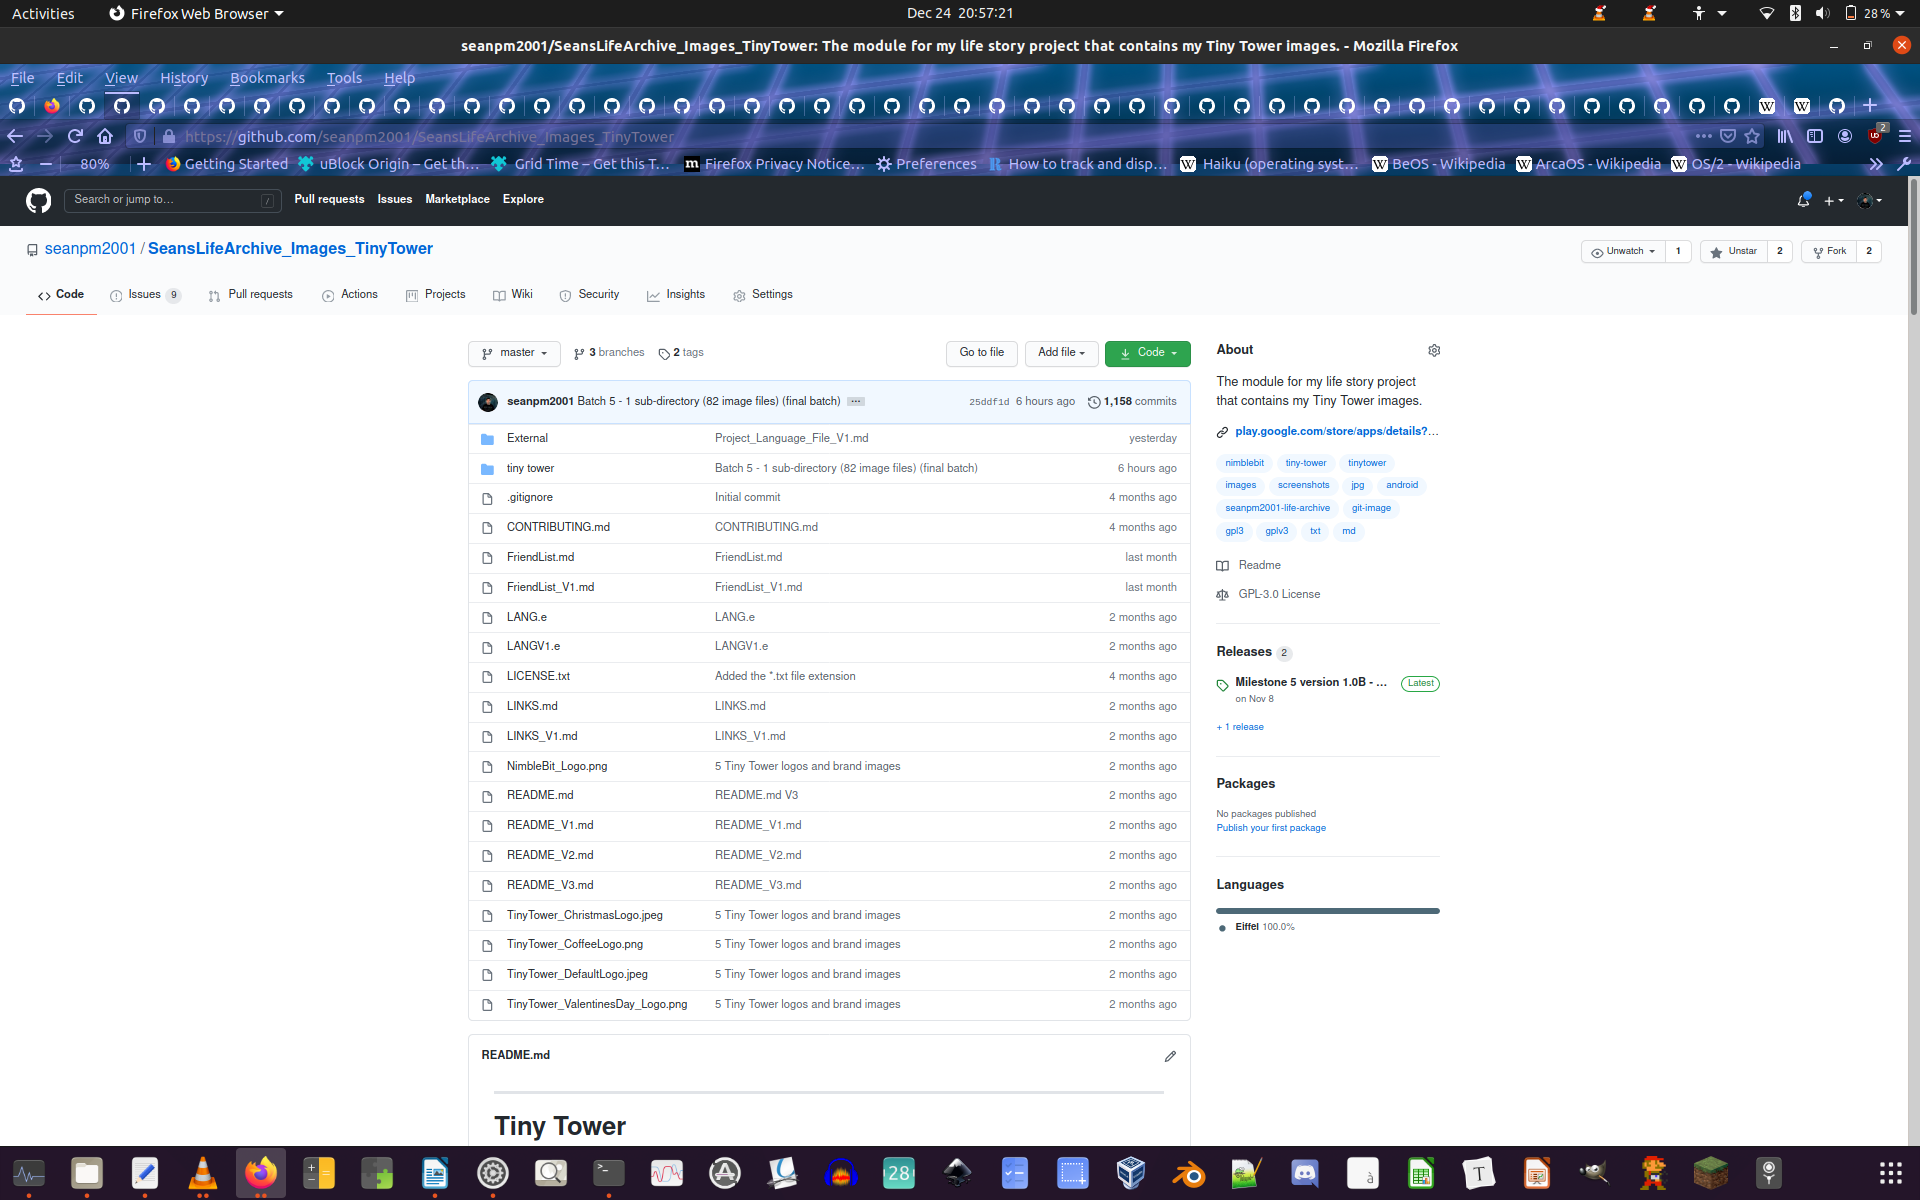 Activities Firefox Web Browser Dec 24 20:57:21 28 %
seanpm2001/SeansLifeArchive_Images_TinyTower: The module for my life story project that contains my Tiny Tower images. - Mozilla Firefox
File Edit View History Bookmarks Tools Help
https://github.com/seanpm2001/SeansLifeArchive_Images_TinyTower 2
80% Getting Started uBlock Origin – Get th… Grid Time – Get this T… Firefox Privacy Notice… Preferences How to track and disp… Haiku (operating syst… BeOS - Wikipedia ArcaOS - Wikipedia OS/2 - Wikipedia
Search or jump to… / Pull requests Issues Marketplace Explore
seanpm2001 / SeansLifeArchive_Images_TinyTower Unwatch 1 Unstar 2 Fork 2
Code Issues 9 Pull requests Actions Projects Wiki Security Insights Settings
master 3 branches 2 tags Go to file Add file Code
seanpm2001 Batch 5 - 1 sub-directory (82 image files) (final batch) ... 25ddf1d 6 hours ago 1,158 commits
External Project_Language_File_V1.md yesterday
tiny tower Batch 5 - 1 sub-directory (82 image files) (final batch) 6 hours ago
.gitignore Initial commit 4 months ago
CONTRIBUTING.md CONTRIBUTING.md 4 months ago
FriendList.md FriendList.md last month
FriendList_V1.md FriendList_V1.md last month
LANG.e LANG.e 2 months ago
LANGV1.e LANGV1.e 2 months ago
LICENSE.txt Added the *.txt file extension 4 months ago
LINKS.md LINKS.md 2 months ago
LINKS_V1.md LINKS_V1.md 2 months ago
NimbleBit_Logo.png 5 Tiny Tower logos and brand images 2 months ago
README.md README.md V3 2 months ago
README_V1.md README_V1.md 2 months ago
README_V2.md README_V2.md 2 months ago
README_V3.md README_V3.md 2 months ago
TinyTower_ChristmasLogo.jpeg 5 Tiny Tower logos and brand images 2 months ago
TinyTower_CoffeeLogo.png 5 Tiny Tower logos and brand images 2 months ago
TinyTower_DefaultLogo.jpeg 5 Tiny Tower logos and brand images 2 months ago
TinyTower_ValentinesDay_Logo.png 5 Tiny Tower logos and brand images 2 months ago
README.md
Tiny Tower
About
The module for my life story project
that contains my Tiny Tower images.
play.google.com/store/apps/details?…
nimblebit tiny-tower tinytower
images screenshots jpg android
seanpm2001-life-archive git-image
gpl3 gplv3 txt md
Readme
GPL-3.0 License
Releases 2
Milestone 5 version 1.0B - … Latest
on Nov 8
+ 1 release
Packages
No packages published
Publish your first package
Languages
Eiffel 100.0%
28